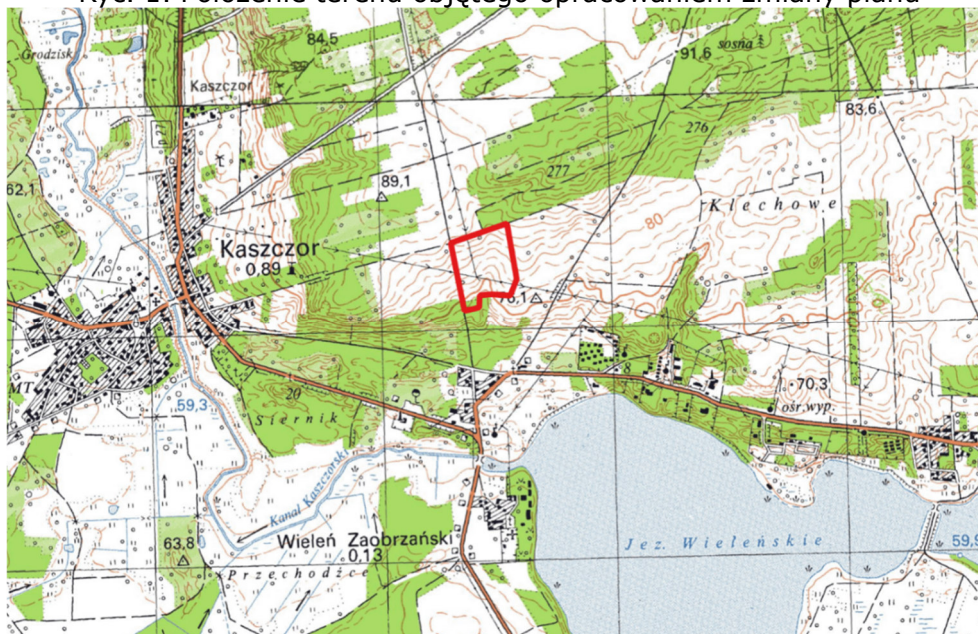 Ryc. 1. Położenie terenu objętego opracowaniem zmiany planu
84,5
sosna
Grodzisk
91,6
Kaszczor
83,6
276
277
62,1
89,1
Klechowe
80
Kaszczor
0,89
76,1
8
70.3
MT
20
ośr.wyp.
59,3
Siernik
Kanał Kaszczorski
Wieleń Zaobrzański
0.13
Jez. Wieleńskie
63,8
59,9
Przechodźce